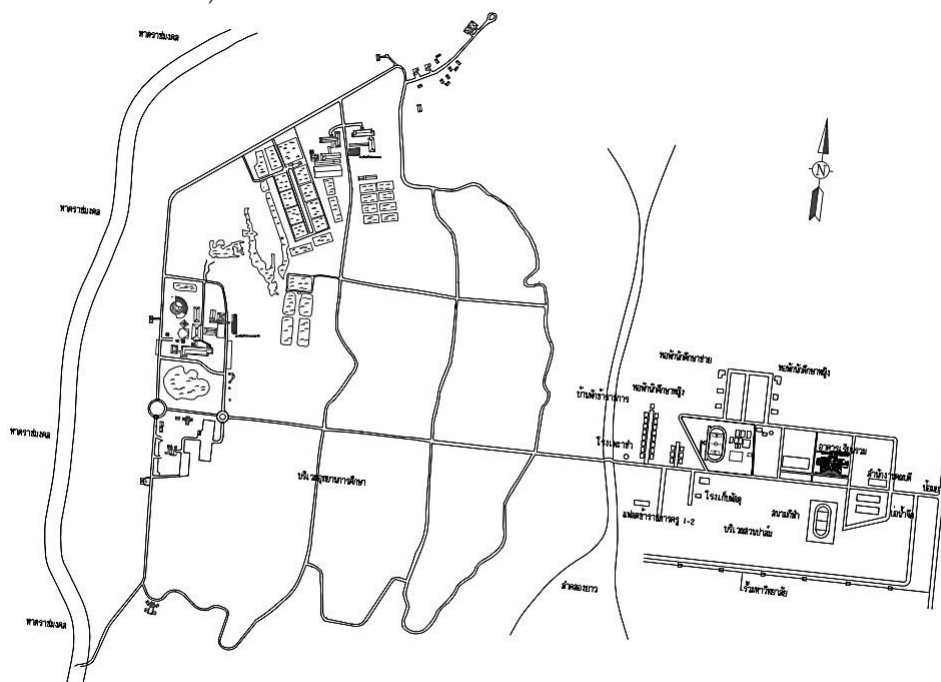 หาดราชมงคล
N
หาดราชมงคล
หอพักนักศึกษาชาย
หอพักนักศึกษาหญิง
บ้านพักข้าราชการ
หอพักนักศึกษาหญิง
หาดราชมงคล
โรงเพาะชำ
อาคารเรียนรวม
สำนักงานคณบดี
บริเวณอุทยานการศึกษา
โรงเก็บพัสดุ
สนามกีฬา
บ่อน้ำจืด
แฟลตข้าราชการครู 1-2
บริเวณสวนปาล์ม
ลำคลองยาว
รั้วมหาวิทยาลัย
หาดราชมงคล